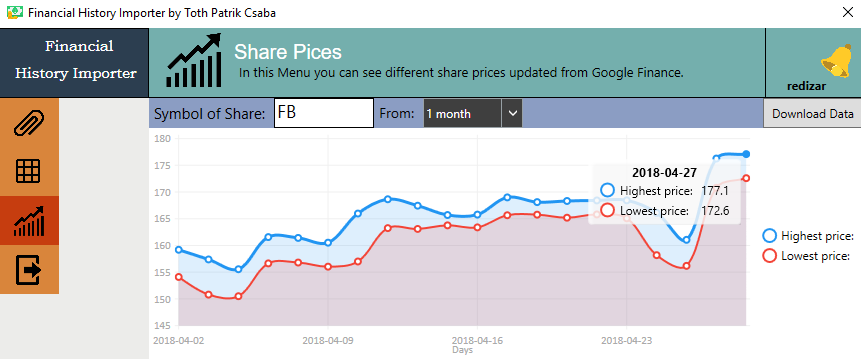 Financial History Importer by Toth Patrik Csaba
Financial
History Importer
Share Pices
In this Menu you can see different share prices updated from Google Finance.
redizar
Symbol of Share: FB From: 1 month Download Data
180
175
170
165
160
155
150
145
2018-04-27
Highest price: 177.1
Lowest price: 172.6
Highest price:
Lowest price:
2018-04-02 2018-04-09 2018-04-16 2018-04-23
Days